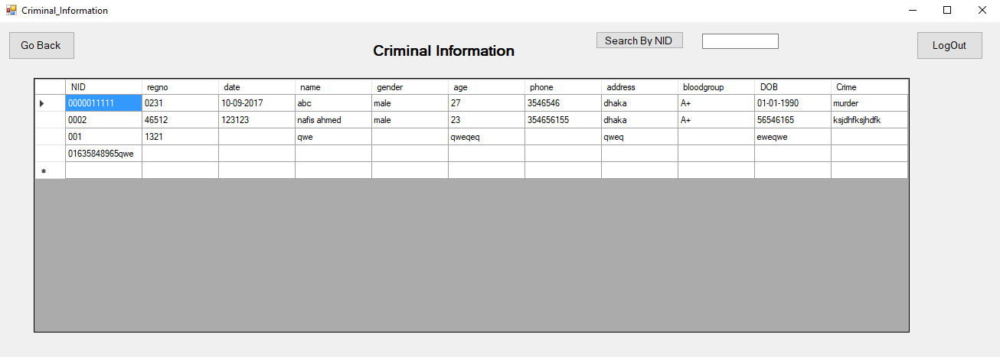 Criminal_Information
Go Back
Criminal Information
Search By NID
LogOut
NID regno date name gender age phone address bloodgroup DOB Crime
0000011111 0231 10-09-2017 abc male 27 3546546 dhaka A+ 01-01-1990 murder
0002 46512 123123 nafis ahmed male 23 354656155 dhaka A+ 56546165 ksjdhfksjhdfk
001 1321 qwe qweqeq qweq eweqwe
01635848965qwe